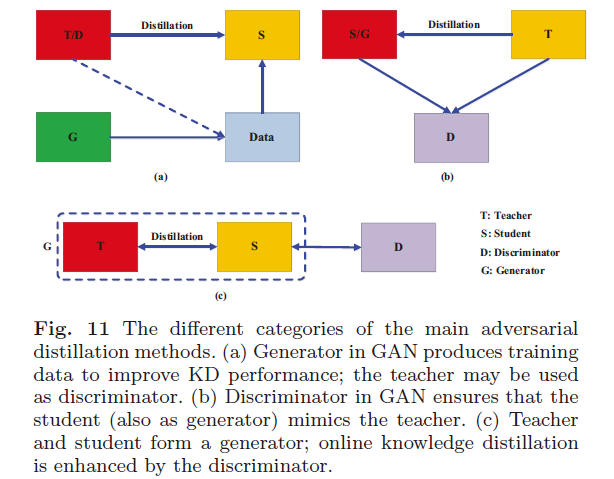 Distillation
T/D
S
G
Data
(a)
Distillation
S/G
T
D
(b)
G
T
Distillation
S
D
(c)
T: Teacher
S: Student
D: Discriminator
G: Generator
Fig. 11 The different categories of the main adversarial
distillation methods. (a) Generator in GAN produces training
data to improve KD performance; the teacher may be used
as discriminator. (b) Discriminator in GAN ensures that the
student (also as generator) mimics the teacher. (c) Teacher
and student form a generator; online knowledge distillation
is enhanced by the discriminator.